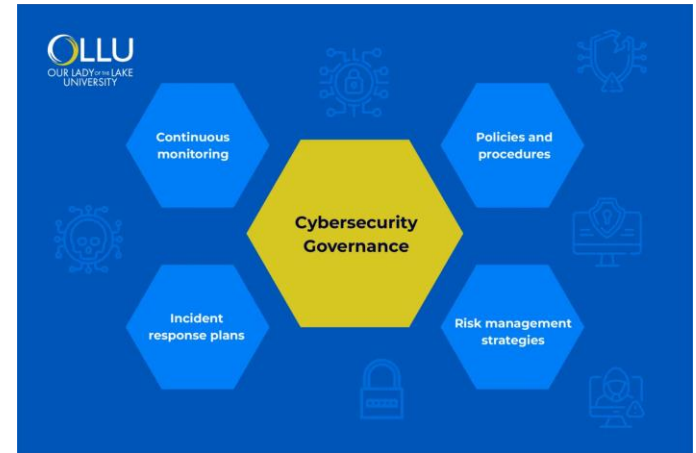 OLLU
OUR LADY OF THE LAKE
UNIVERSITY
Continuous
monitoring
Policies and
procedures
Cybersecurity
Governance
Incident
response plans
Risk management
strategies